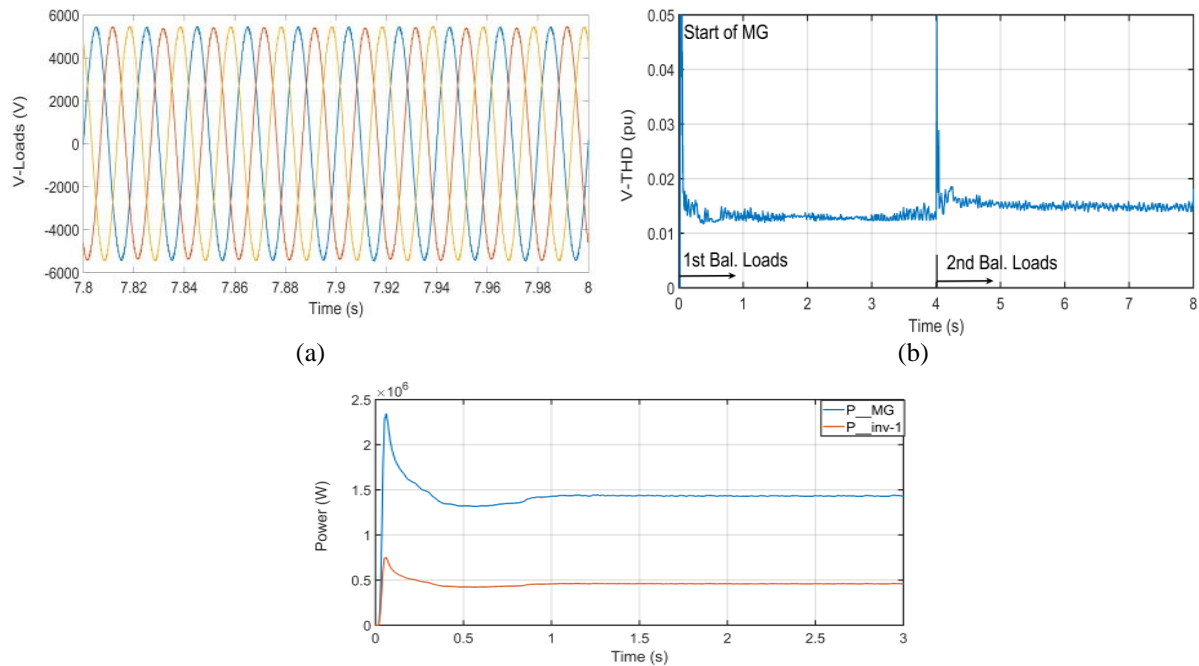 6000
4000
2000
0
-2000
-4000
-6000
V-Loads (V)
7.8 7.82 7.84 7.86 7.88 7.9 7.92 7.94 7.96 7.98 8
Time (s)
(a)
0.05
0.04
0.03
0.02
0.01
0
V-THD (pu)
Start of MG
1st Bal. Loads
2nd Bal. Loads
0 1 2 3 4 5 6 7 8
Time (s)
(b)
×10⁶
2.5
2
1.5
1
0.5
0
Power (W)
P__MG
P__inv-1
0 0.5 1 1.5 2 2.5 3
Time (s)